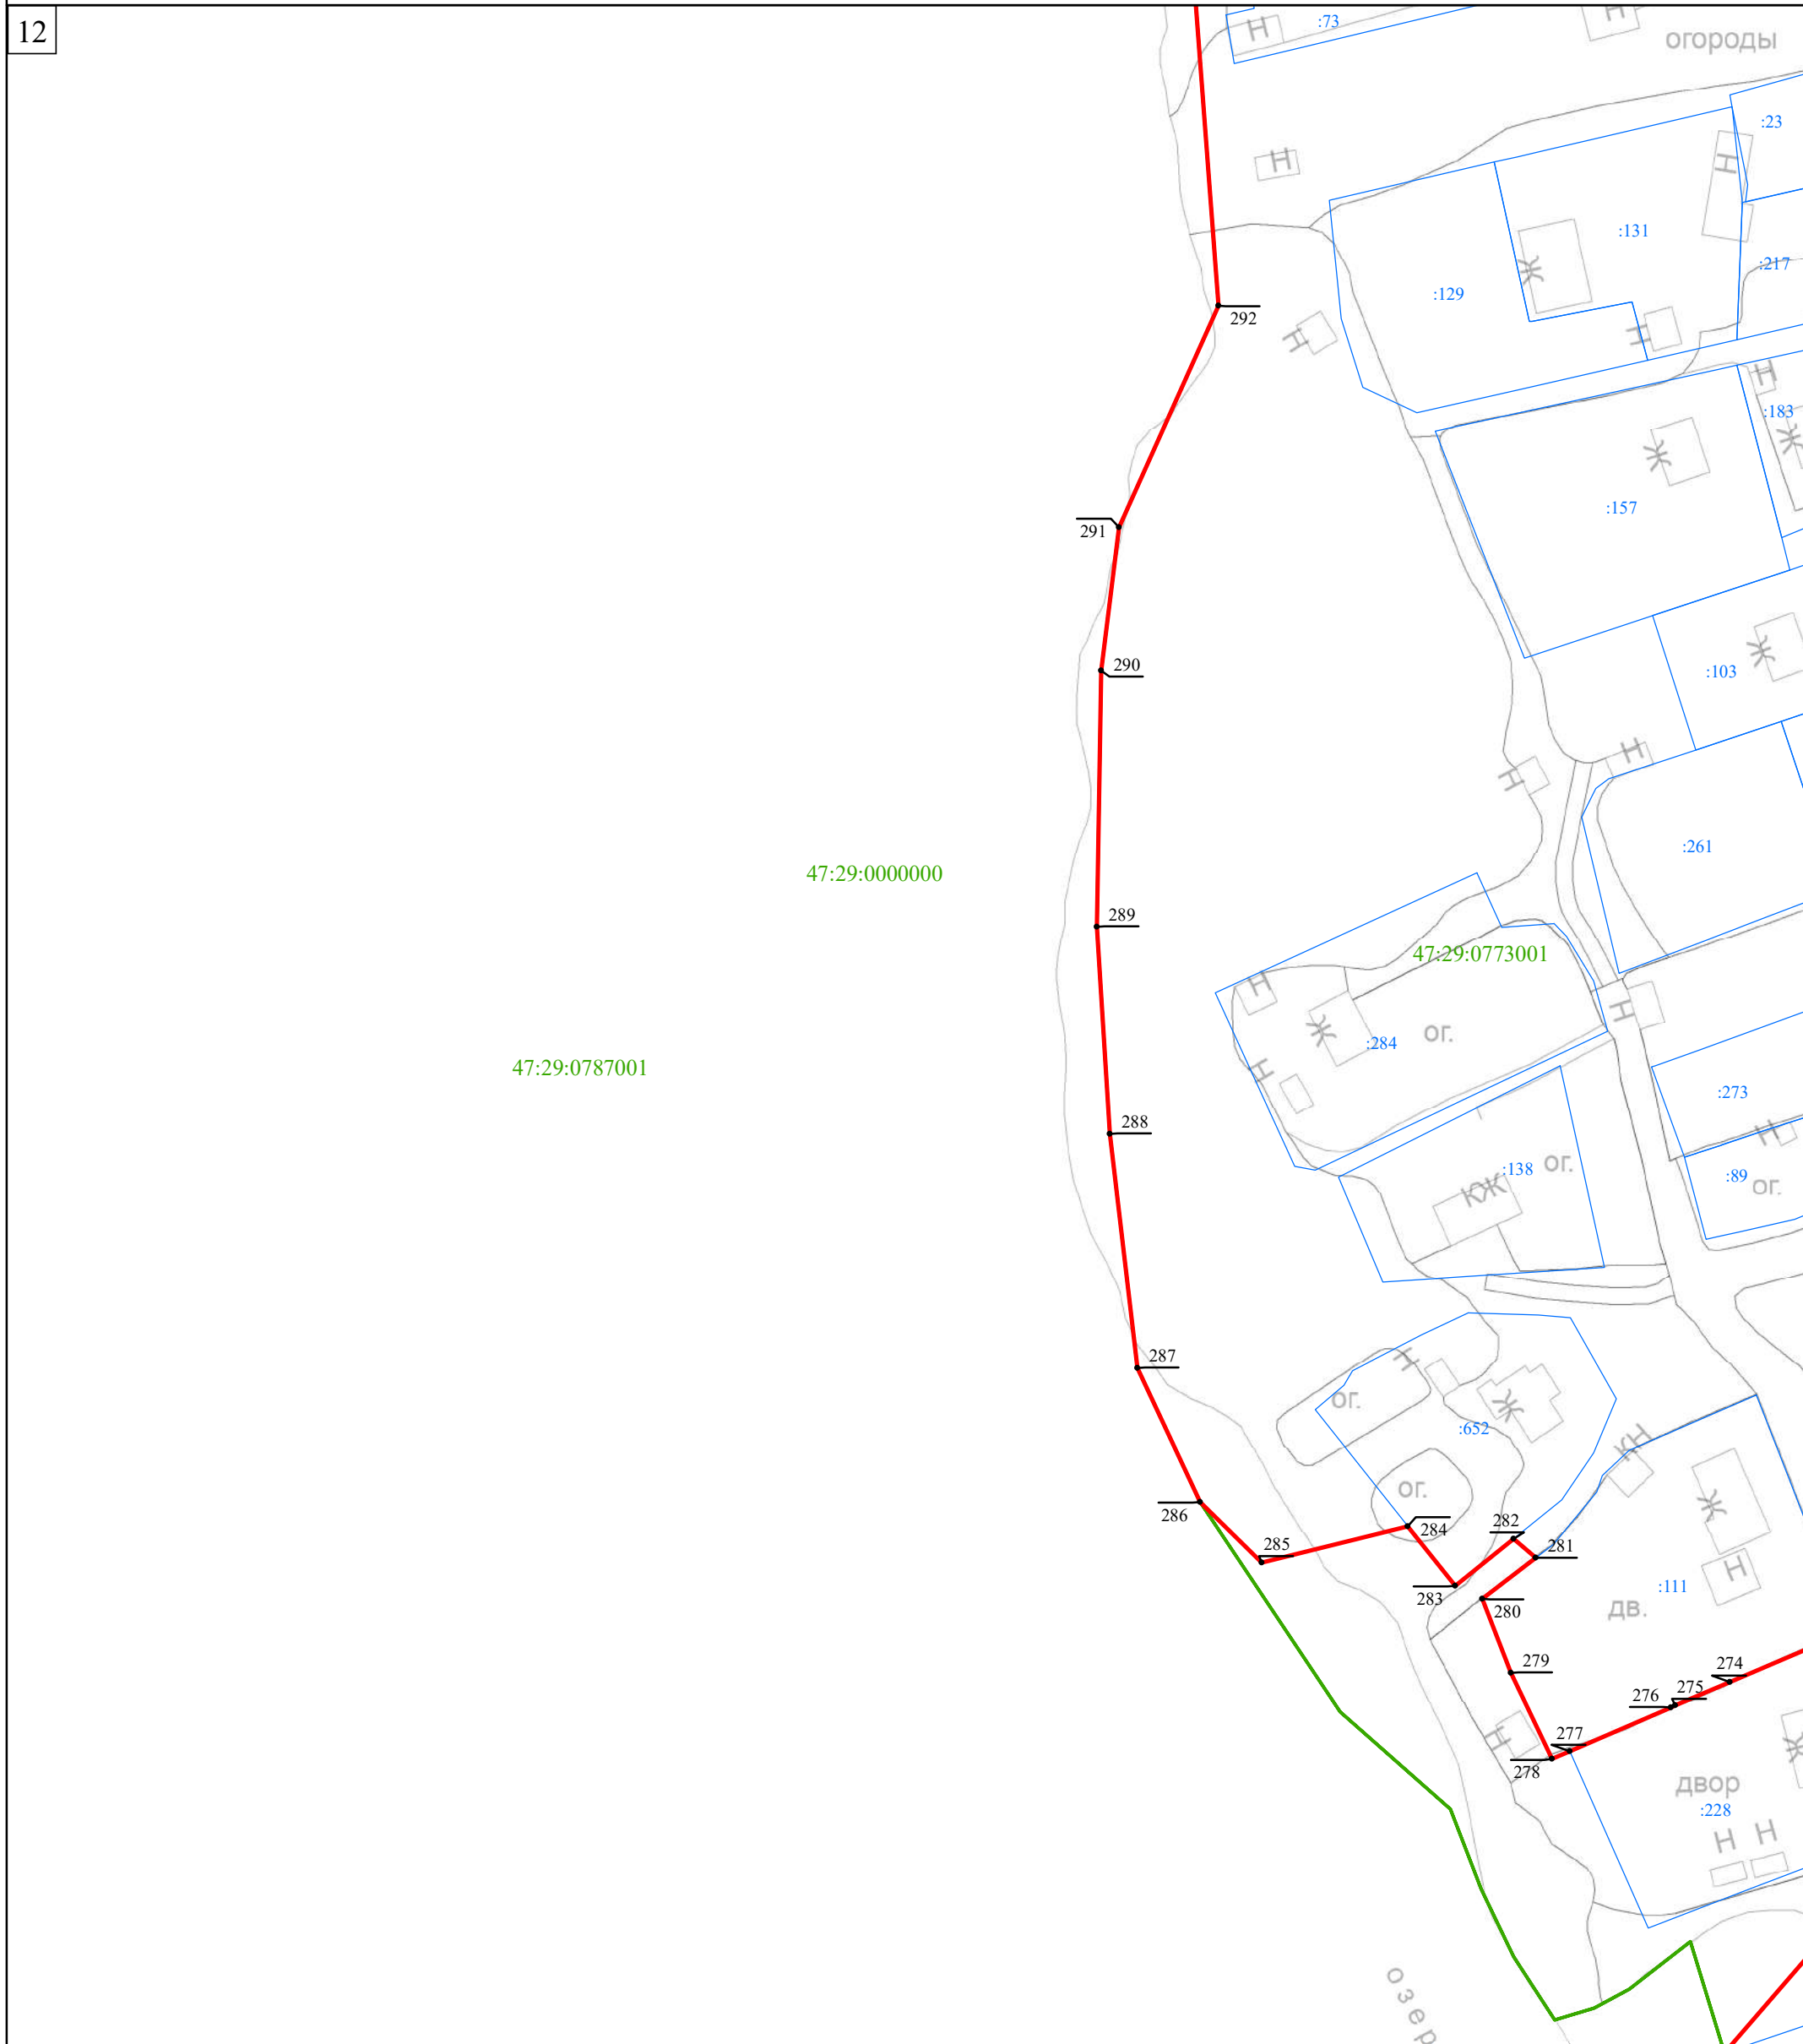 12
:73
Н
Н
огороды
:23
Н
Н
:131
:217
Ж
:129
292
Н
Н
Н
:183
Ж
Ж
:157
291
290
Ж
:103
Н
Н
:261
47:29:0000000
289
47:29:0773001
Н
Н
Ж
ог.
:284
47:29:0787001
Н
:273
288
Н
:138
ог.
:89
ог.
КЖ
287
Н
ог.
Ж
:652
КН
ог.
Ж
286
284
282
285
281
Н
:111
283
280
дв.
279
274
275
276
277
Н
278
Ж
двор
:228
Н
Н
озер